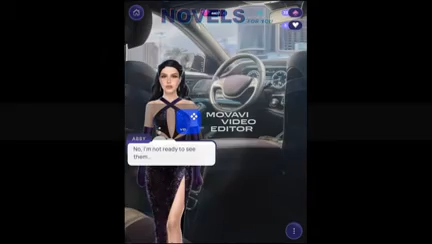 NOVELS
MOVAVI
VIDEO
EDITOR
ABBY
No, I'm not ready to see
them...